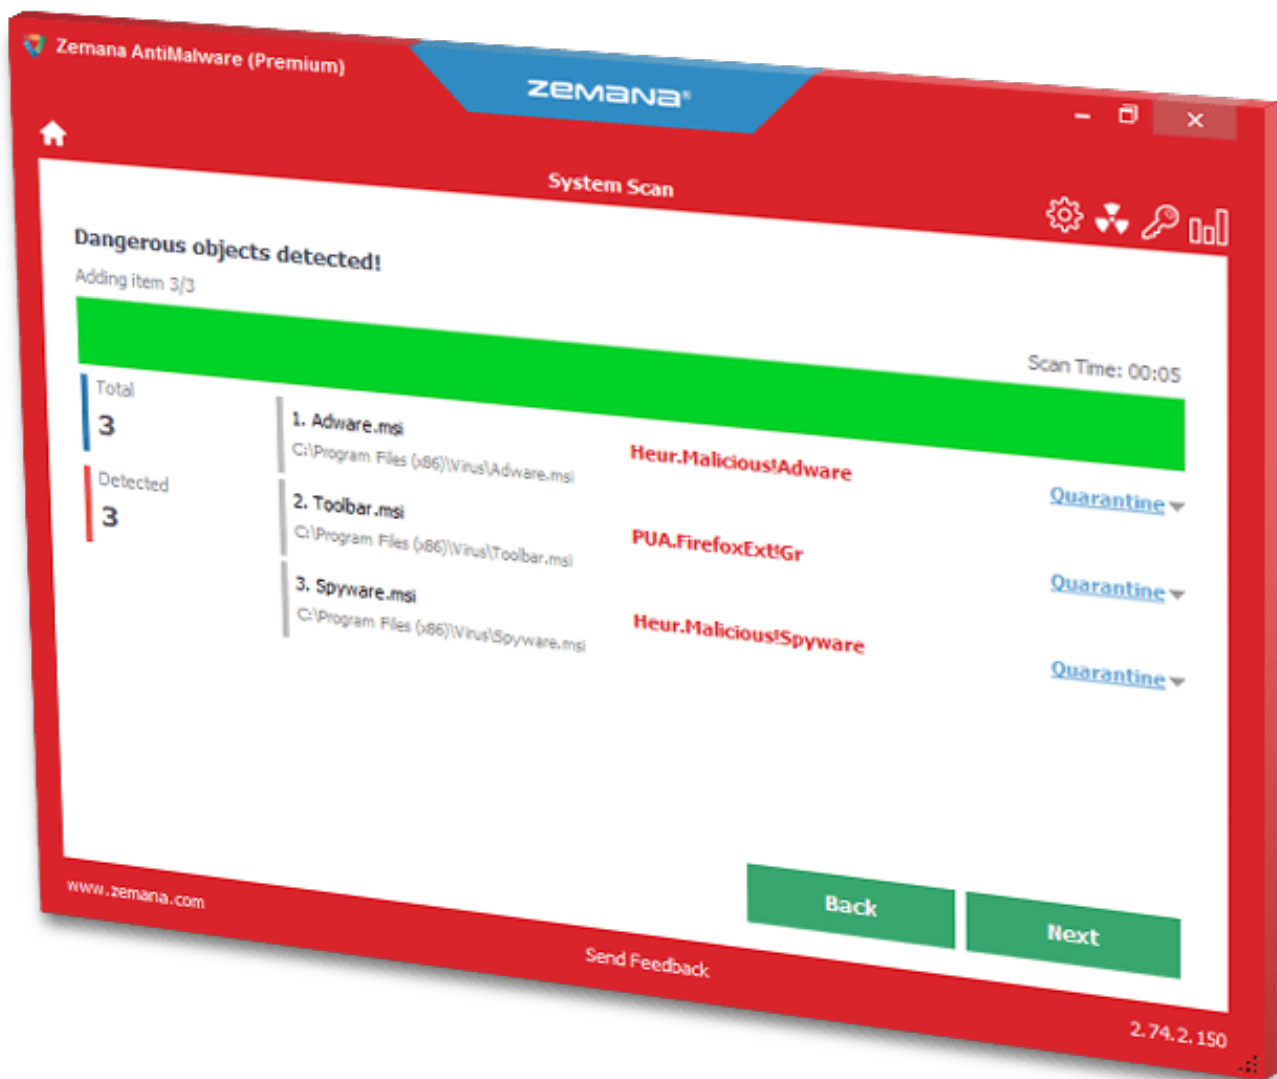 Zemana AntiMalware (Premium)
zemana®
System Scan
Dangerous objects detected!
Adding item 3/3
Scan Time: 00:05
Total
3
Detected
3
1. Adware.msi
C:\Program Files (x86)\Virus\Adware.msi
Heur.Malicious!Adware
Quarantine
2. Toolbar.msi
C:\Program Files (x86)\Virus\Toolbar.msi
PUA.FirefoxExt!Gr
Quarantine
3. Spyware.msi
C:\Program Files (x86)\Virus\Spyware.msi
Heur.Malicious!Spyware
Quarantine
Back
Next
www.zemana.com
Send Feedback
2.74.2.150